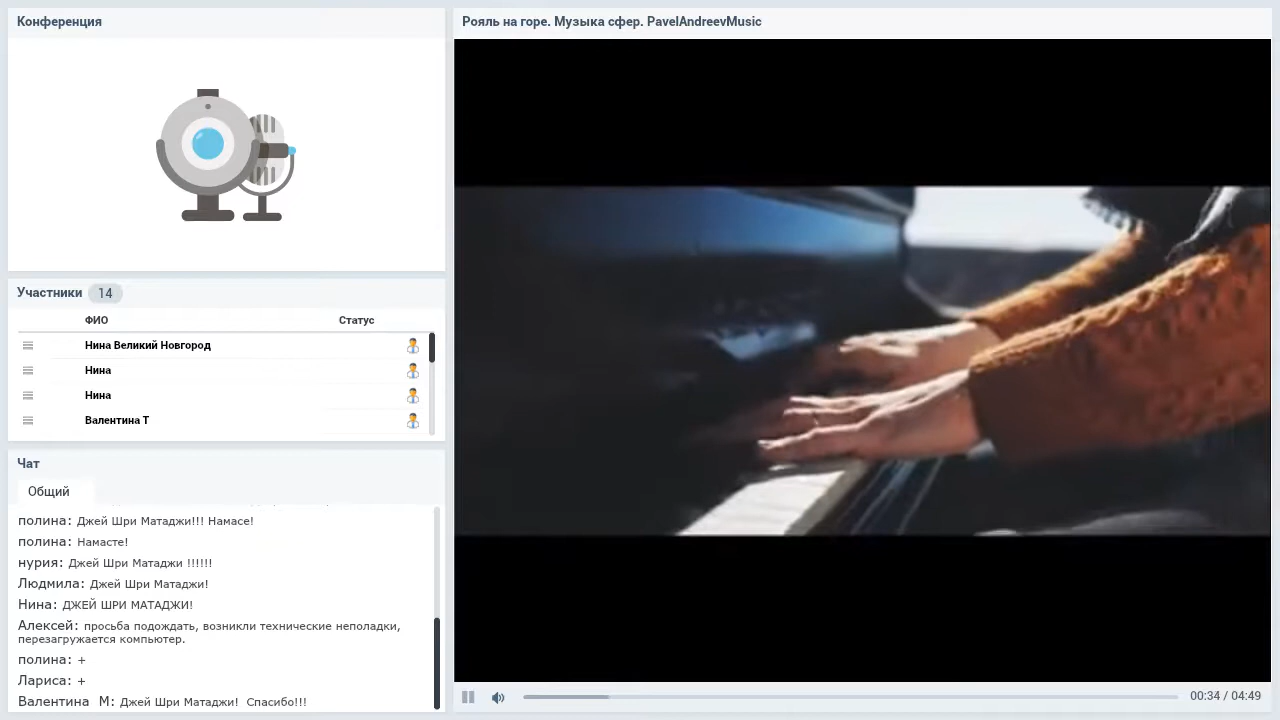 Конференция
Рояль на горе. Музыка сфер. PavelAndreevMusic
Участники 14
ФИО Статус
Нина Великий Новгород
Нина
Нина
Валентина Т
Чат
Общий
полина: Джей Шри Матаджи!!! Намасе!
полина: Намасте!
нурия: Джей Шри Матаджи !!!!!!
Людмила: Джей Шри Матаджи!
Нина: ДЖЕЙ ШРИ МАТАДЖИ!
Алексей: просьба подождать, возникли технические неполадки,
перезагружается компьютер.
полина: +
Лариса: +
Валентина М: Джей Шри Матаджи! Спасибо!!!
00:34 / 04:49